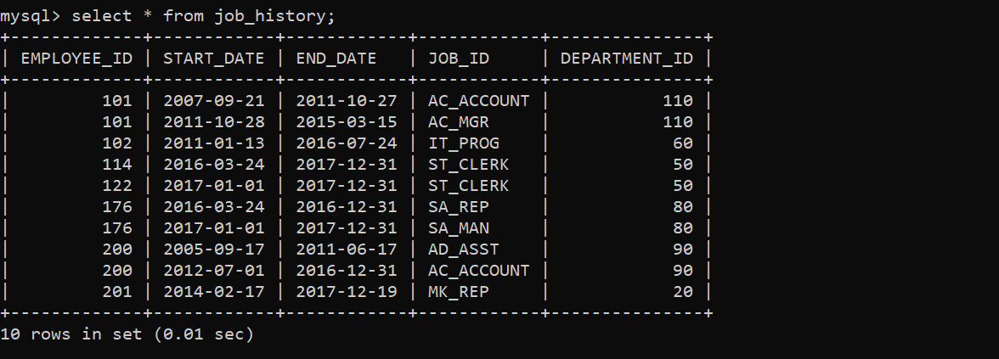 mysql> select * from job_history;
+-------------+------------+------------+------------+---------------+
| EMPLOYEE_ID | START_DATE | END_DATE   | JOB_ID     | DEPARTMENT_ID |
+-------------+------------+------------+------------+---------------+
|         101 | 2007-09-21 | 2011-10-27 | AC_ACCOUNT |           110 |
|         101 | 2011-10-28 | 2015-03-15 | AC_MGR     |           110 |
|         102 | 2011-01-13 | 2016-07-24 | IT_PROG    |            60 |
|         114 | 2016-03-24 | 2017-12-31 | ST_CLERK   |            50 |
|         122 | 2017-01-01 | 2017-12-31 | ST_CLERK   |            50 |
|         176 | 2016-03-24 | 2016-12-31 | SA_REP     |            80 |
|         176 | 2017-01-01 | 2017-12-31 | SA_MAN     |            80 |
|         200 | 2005-09-17 | 2011-06-17 | AD_ASST    |            90 |
|         200 | 2012-07-01 | 2016-12-31 | AC_ACCOUNT |            90 |
|         201 | 2014-02-17 | 2017-12-19 | MK_REP     |            20 |
+-------------+------------+------------+------------+---------------+
10 rows in set (0.01 sec)